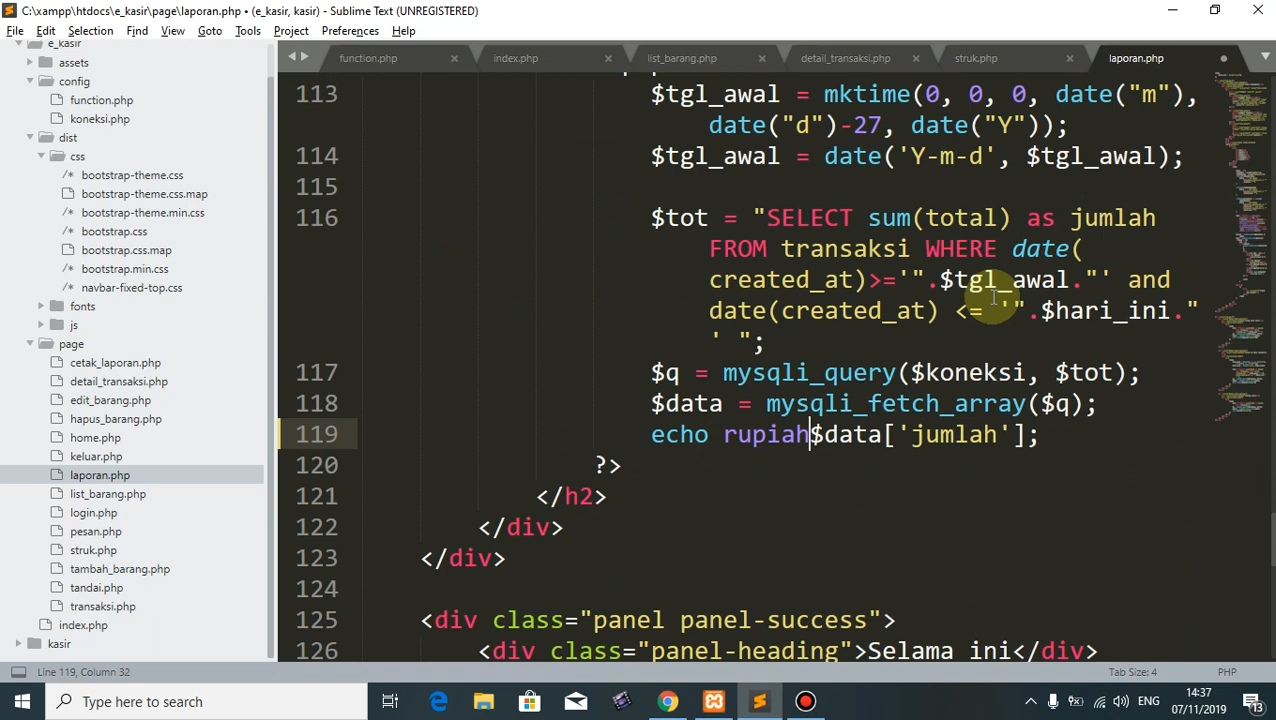 C:\xampp\htdocs\e_kasir\page\laporan.php • (e_kasir, kasir) - Sublime Text (UNREGISTERED)
File Edit Selection Find View Goto Tools Project Preferences Help
e_kasir
assets
config
function.php
koneksi.php
dist
css
/* bootstrap-theme.css
bootstrap-theme.css.map
/* bootstrap-theme.min.css
/* bootstrap.css
bootstrap.css.map
/* bootstrap.min.css
/* navbar-fixed-top.css
fonts
js
page
cetak_laporan.php
detail_transaksi.php
edit_barang.php
hapus_barang.php
home.php
keluar.php
laporan.php
list_barang.php
login.php
pesan.php
struk.php
tambah_barang.php
tandai.php
transaksi.php
index.php
kasir
function.php index.php list_barang.php detail_transaksi.php struk.php laporan.php
113 $tgl_awal = mktime(0, 0, 0, date("m"),
date("d")-27, date("Y"));
114 $tgl_awal = date('Y-m-d', $tgl_awal);
115
116 $tot = "SELECT sum(total) as jumlah
FROM transaksi WHERE date(
created_at)>='".$tgl_awal."' and
date(created_at) <= '".$hari_ini."
' ";
117 $q = mysqli_query($koneksi, $tot);
118 $data = mysqli_fetch_array($q);
119 echo rupiah$data['jumlah'];
120 ?>
121 </h2>
122 </div>
123 </div>
124
125 <div class="panel panel-success">
126 <div class="panel-heading">Selama ini</div>
Line 119, Column 32 Tab Size: 4 PHP
Type here to search
ENG
14:37
07/11/2019
13